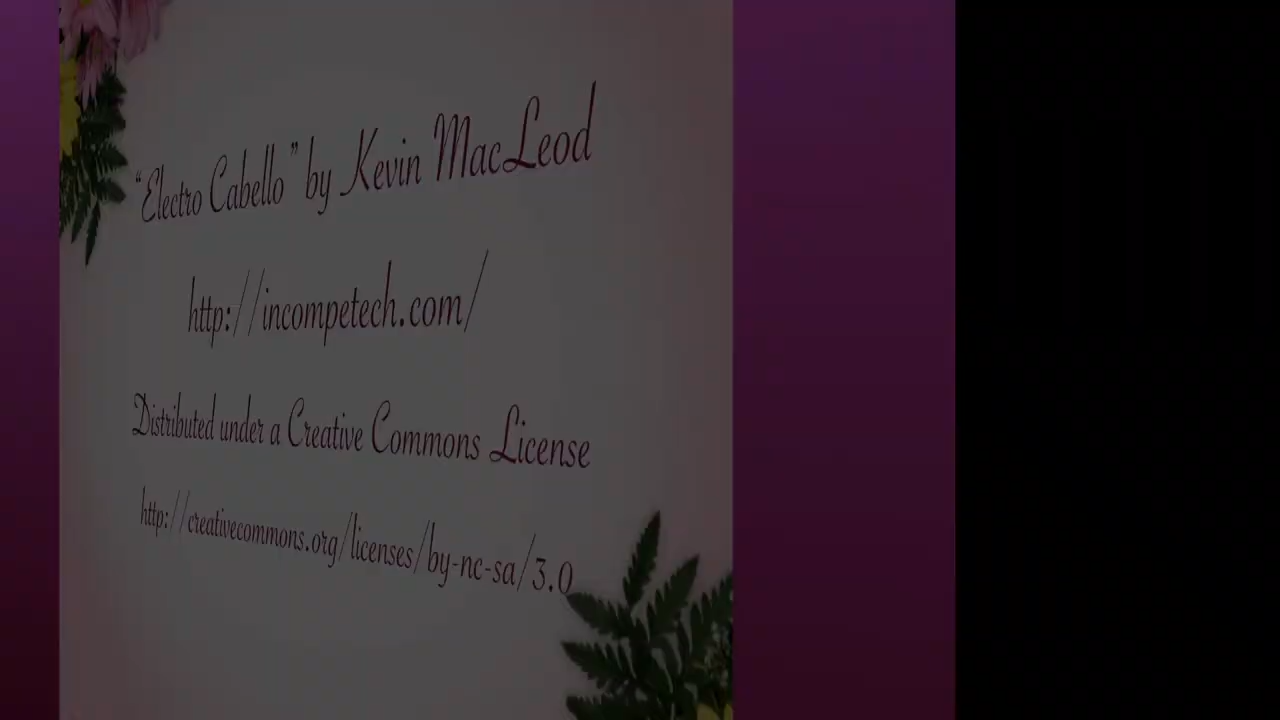 “Electro Cabello” by Kevin MacLeod
http://incompetech.com/
Distributed under a Creative Commons License
http://creativecommons.org/licenses/by-nc-sa/3.0